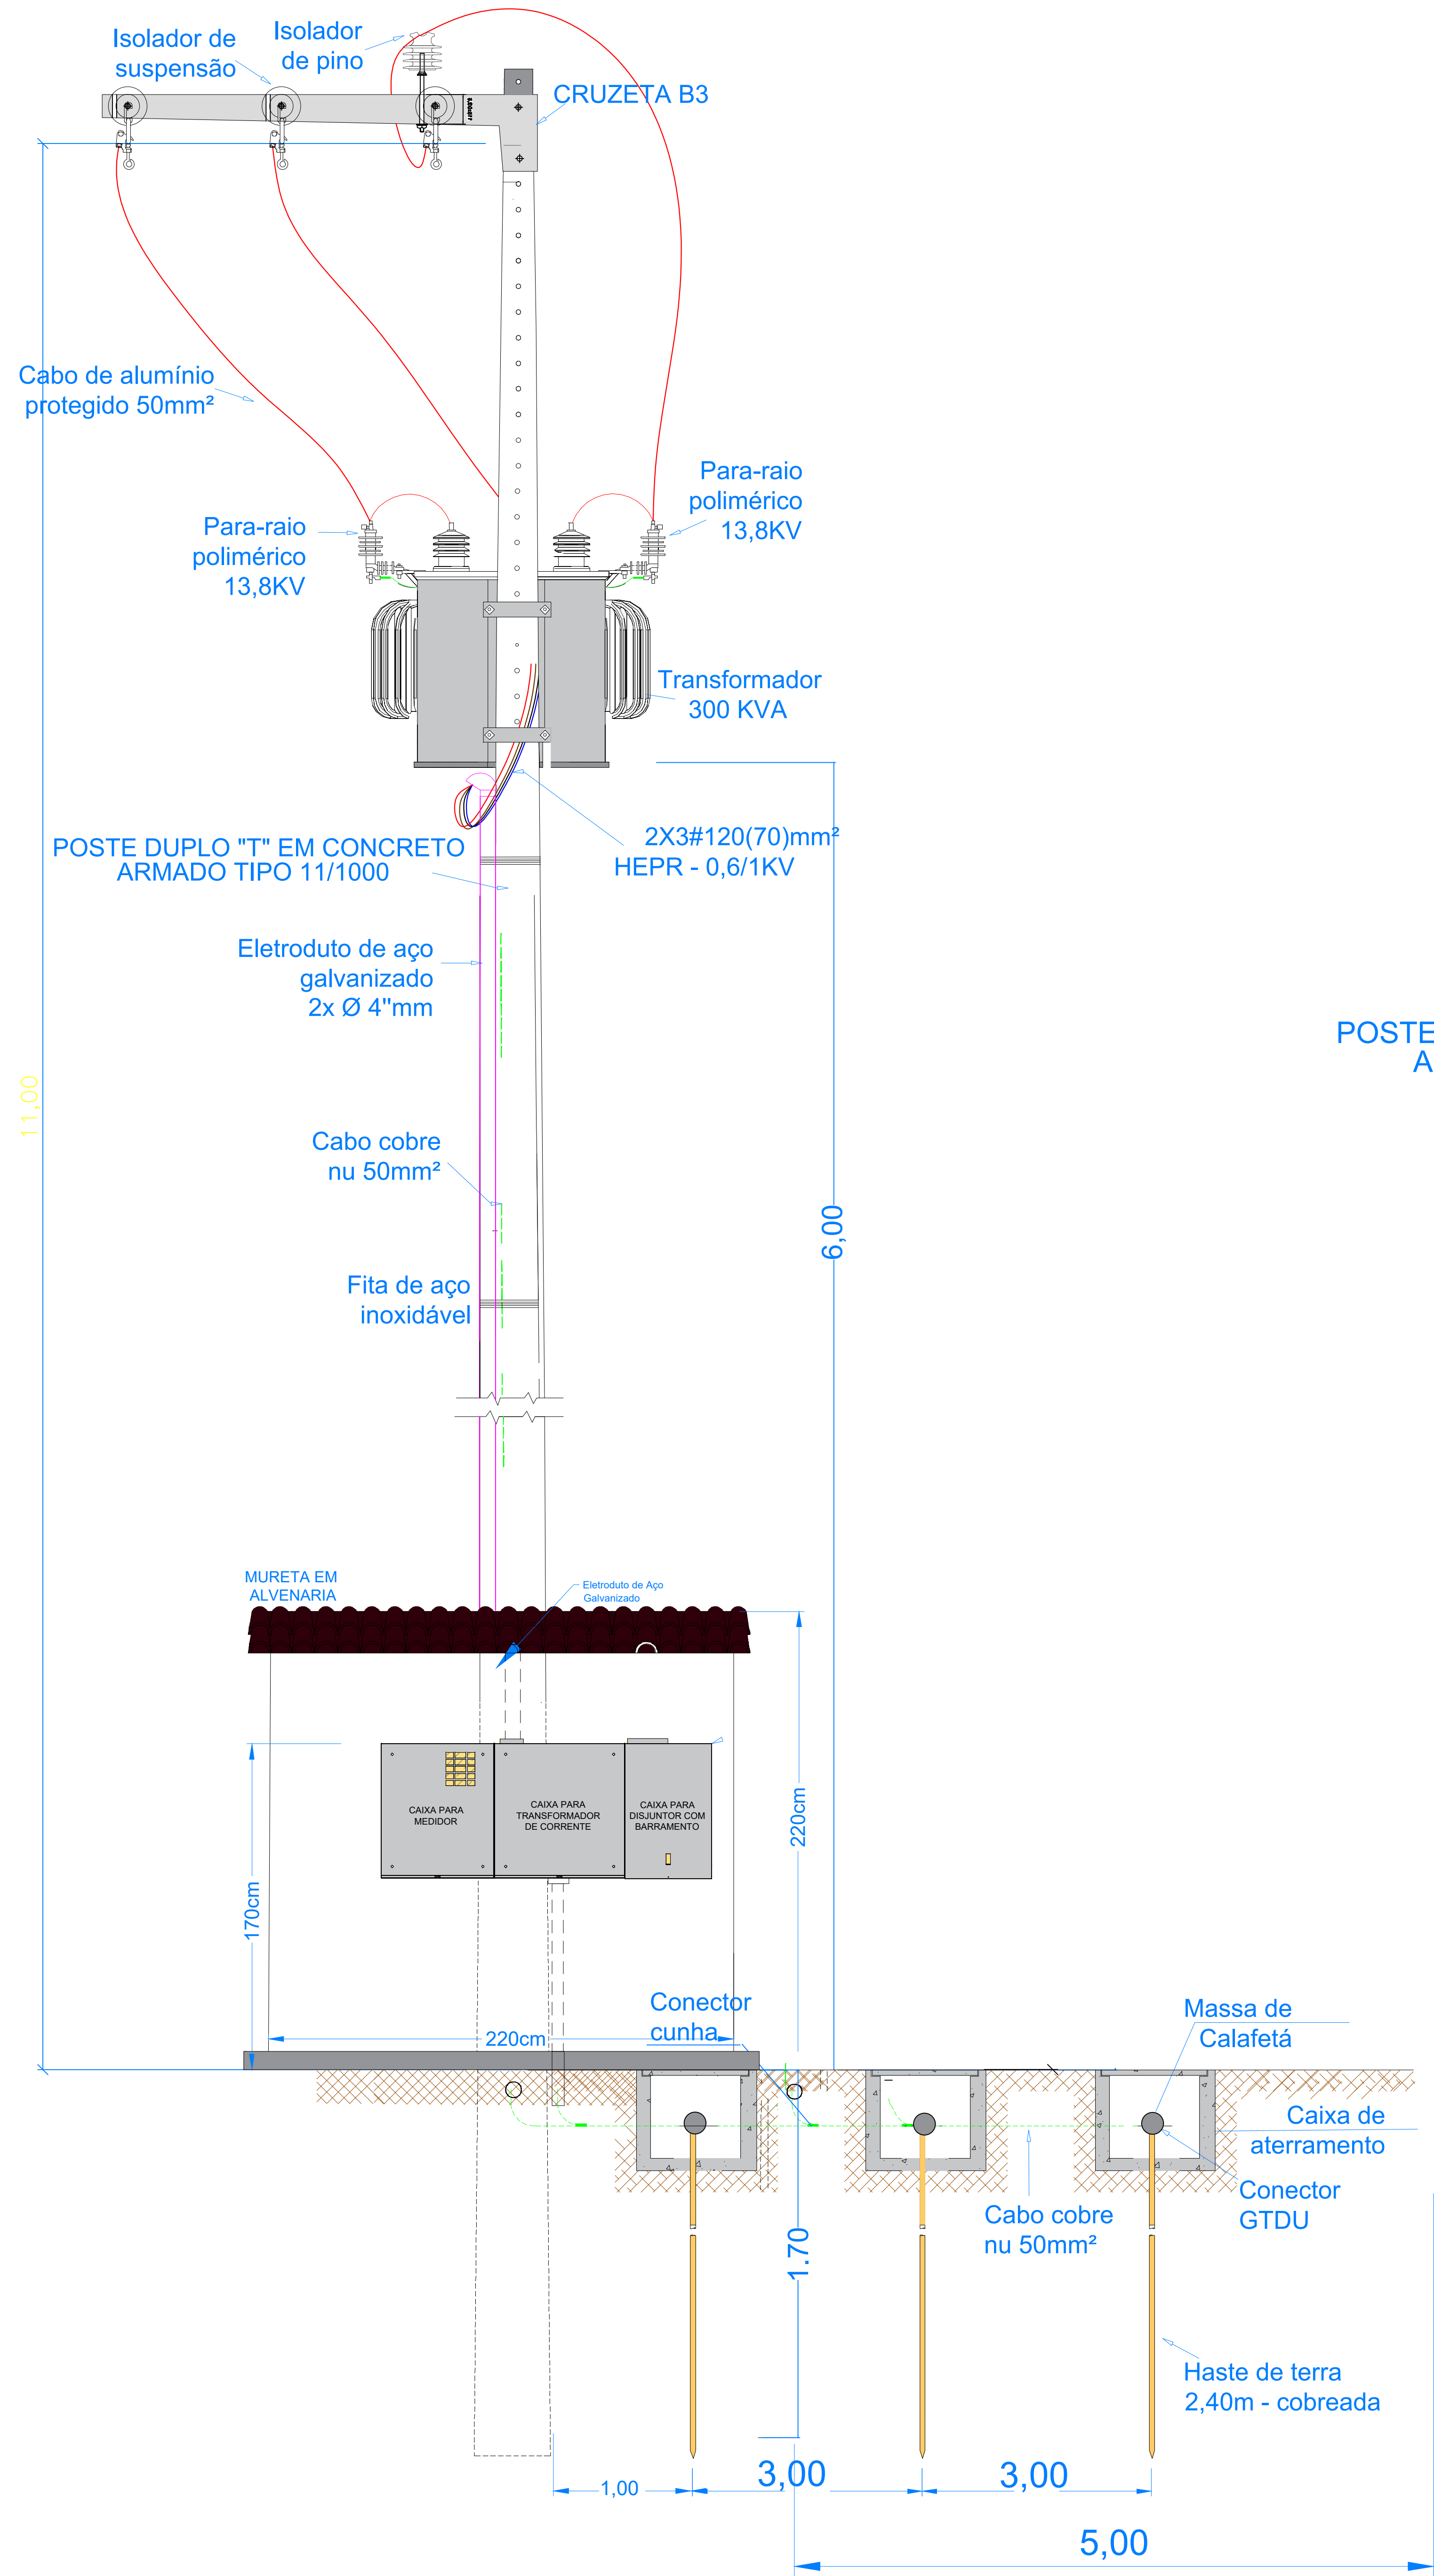 Isolador de
suspensão
Isolador
de pino
CRUZETA B3
Cabo de alumínio
protegido 50mm²
Para-raio
polimérico
13,8KV
Para-raio
polimérico
13,8KV
Transformador
300 KVA
2X3#120(70)mm²
HEPR - 0,6/1KV
POSTE DUPLO "T" EM CONCRETO
ARMADO TIPO 11/1000
Eletroduto de aço
galvanizado
2x Ø 4"mm
POSTE
A
11,00
Cabo cobre
nu 50mm²
6,00
Fita de aço
inoxidável
MURETA EM
ALVENARIA
Eletroduto de Aço
Galvanizado
CAIXA PARA
MEDIDOR
CAIXA PARA
TRANSFORMADOR
DE CORRENTE
CAIXA PARA
DISJUNTOR COM
BARRAMENTO
220cm
170cm
220cm
Conector
cunha
Massa de
Calafetá
Caixa de
aterramento
Conector
GTDU
Cabo cobre
nu 50mm²
1.70
Haste de terra
2,40m - cobreada
1,00
3,00
3,00
5,00